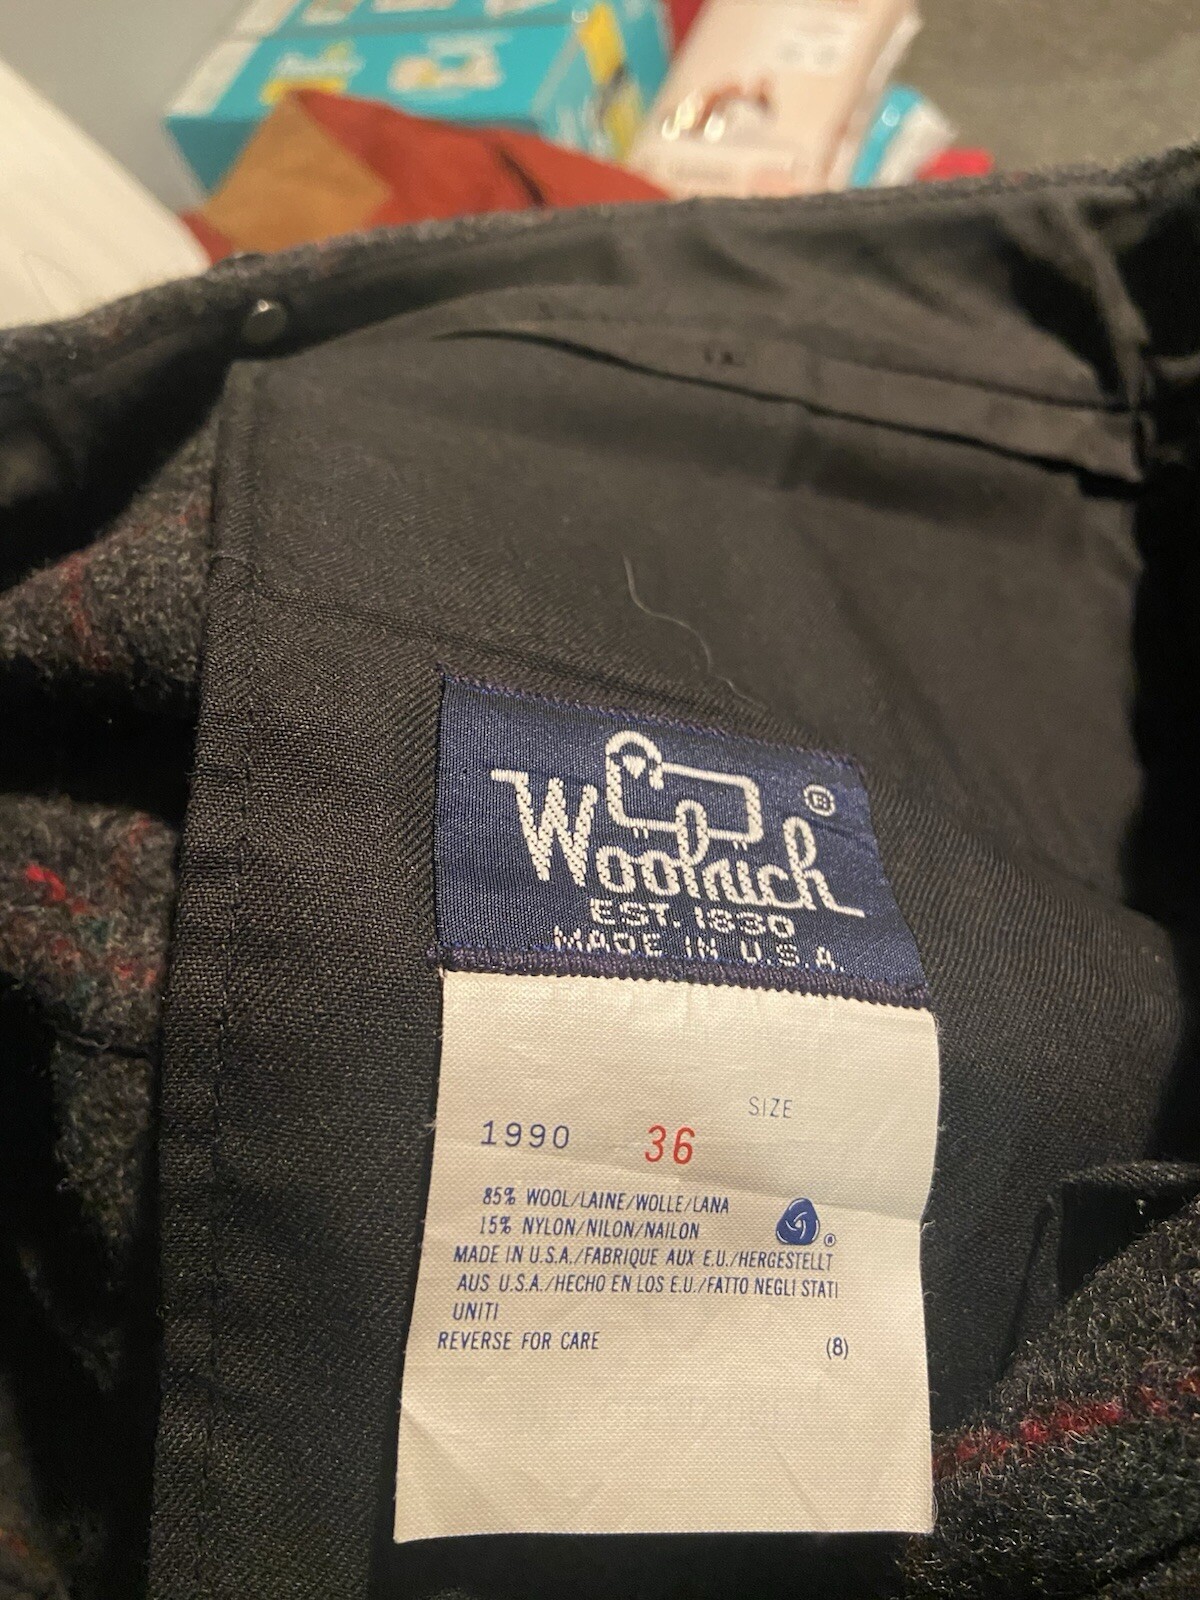 Woolrich ®
EST. 1830
MADE IN U.S.A.
SIZE
1990 36
85% WOOL/LAINE/WOLLE/LANA
15% NYLON/NILON/NAILON
®
MADE IN U.S.A./FABRIQUE AUX E.U./HERGESTELLT
AUS U.S.A./HECHO EN LOS E.U./FATTO NEGLI STATI
UNITI
REVERSE FOR CARE (8)